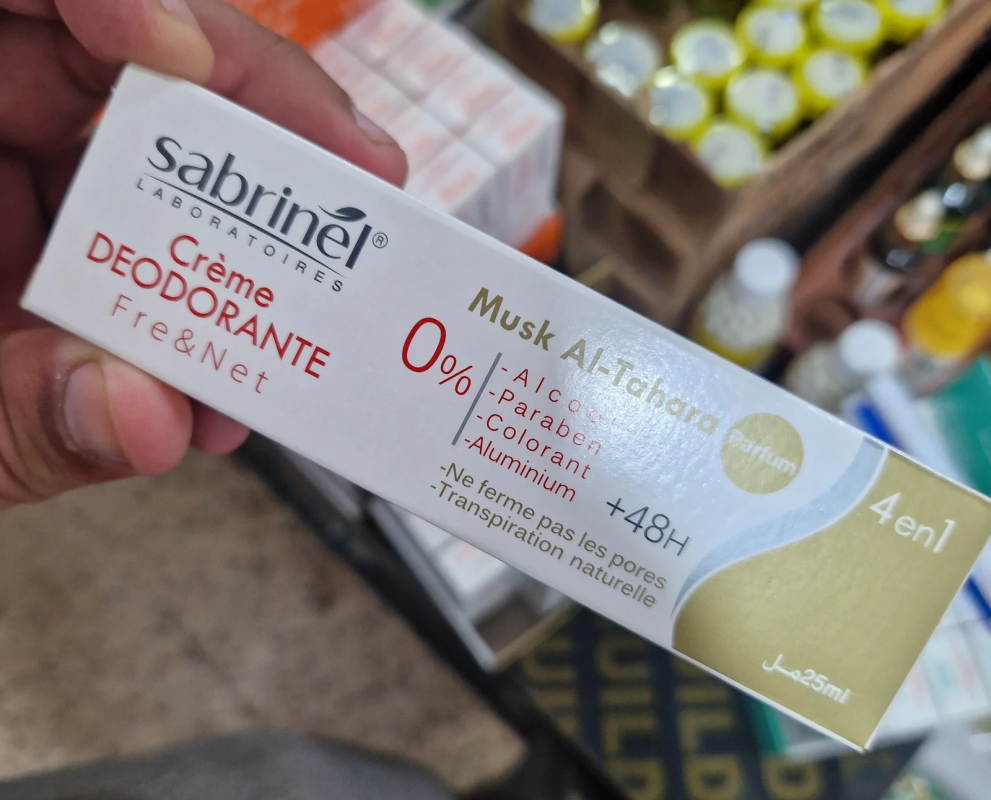 sabrinel®
LABORATOIRES
Crème
DEODORANTE
Fre&Net
Musk Al-Tahara
Parfum
0%
-Alcool
-Paraben
-Colorant
-Aluminium
+48H
-Ne ferme pas les pores
-Transpiration naturelle
4en1
25ml مل